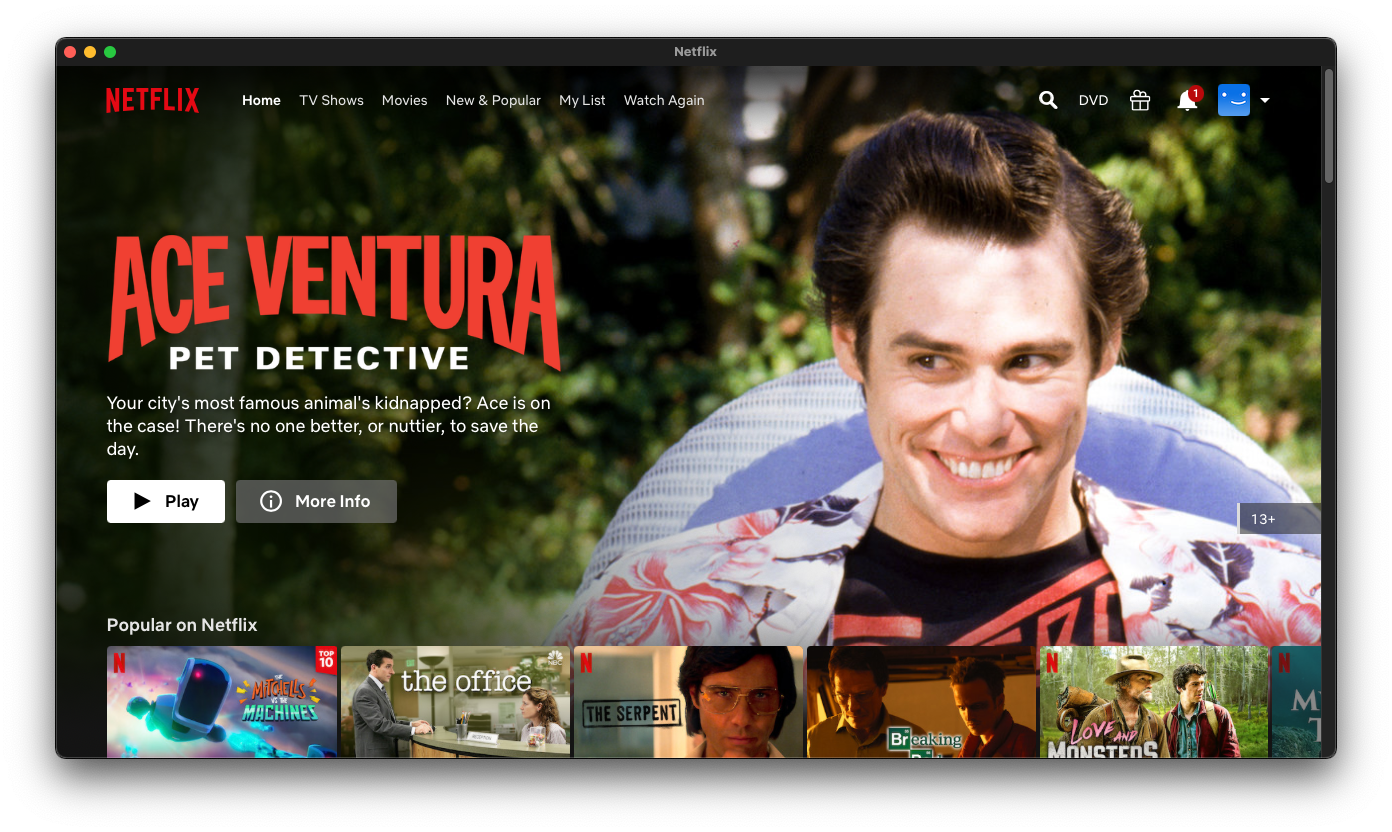 Netflix
NETFLIX Home TV Shows Movies New & Popular My List Watch Again DVD 1
ACE VENTURA
PET DETECTIVE
Your city's most famous animal's kidnapped? Ace is on
the case! There's no one better, or nuttier, to save the
day.
Play More Info
13+
Popular on Netflix
N
TOP
10
THE
MITCHELLS
VS THE
MACHINES
NBC
the office
RECEPTION
N
THE SERPENT
Breaking
N
LOVE AND
MONSTERS
N